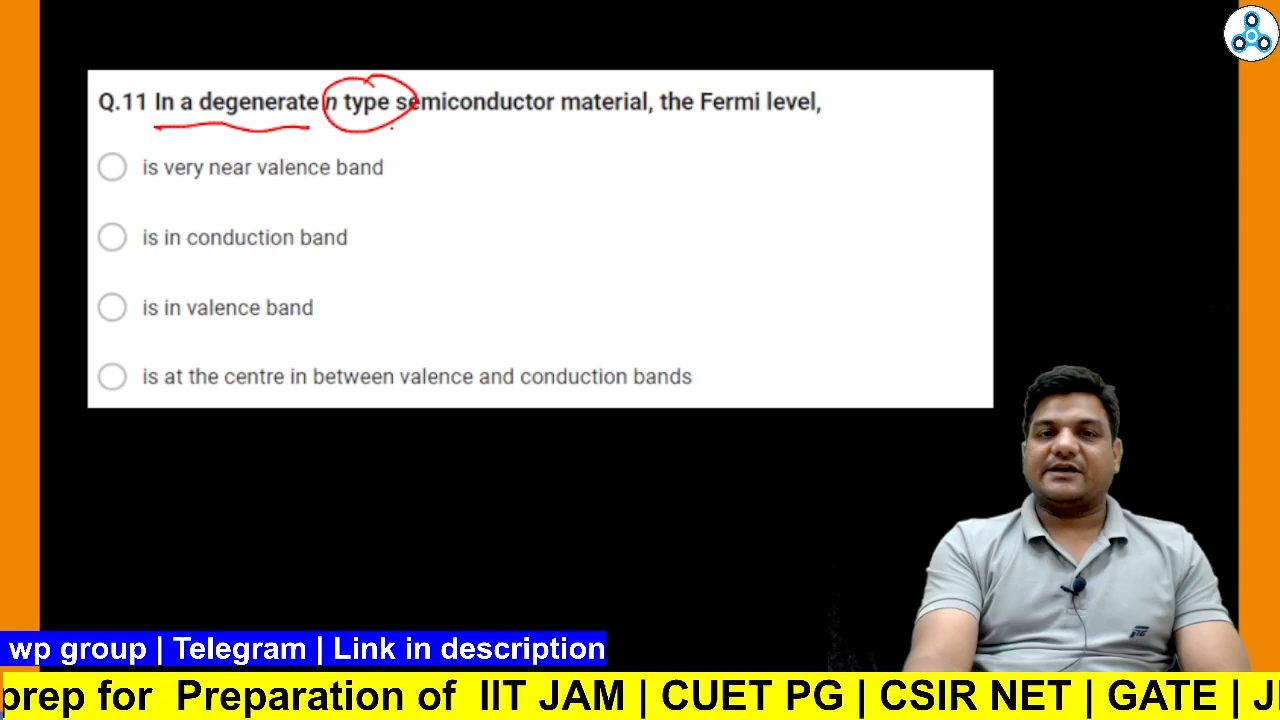 Q.11 In a degenerate n type semiconductor material, the Fermi level,
is very near valence band
is in conduction band
is in valence band
is at the centre in between valence and conduction bands
wp group | Telegram | Link in description
prep for Preparation of IIT JAM | CUET PG | CSIR NET | GATE |